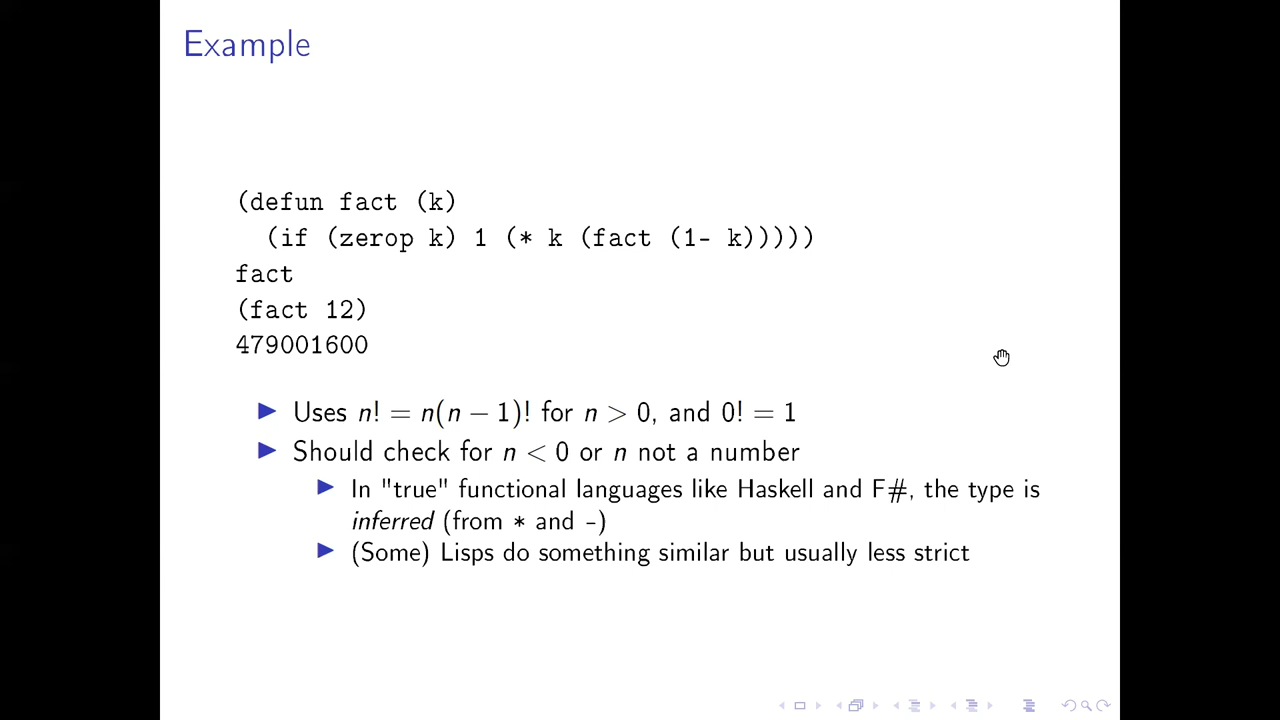 Example
(defun fact (k)
(if (zerop k) 1 (* k (fact (1- k)))))
fact
(fact 12)
479001600
Uses n! = n(n − 1)! for n > 0, and 0! = 1
Should check for n < 0 or n not a number
In "true" functional languages like Haskell and F#, the type is
inferred (from * and -)
(Some) Lisps do something similar but usually less strict